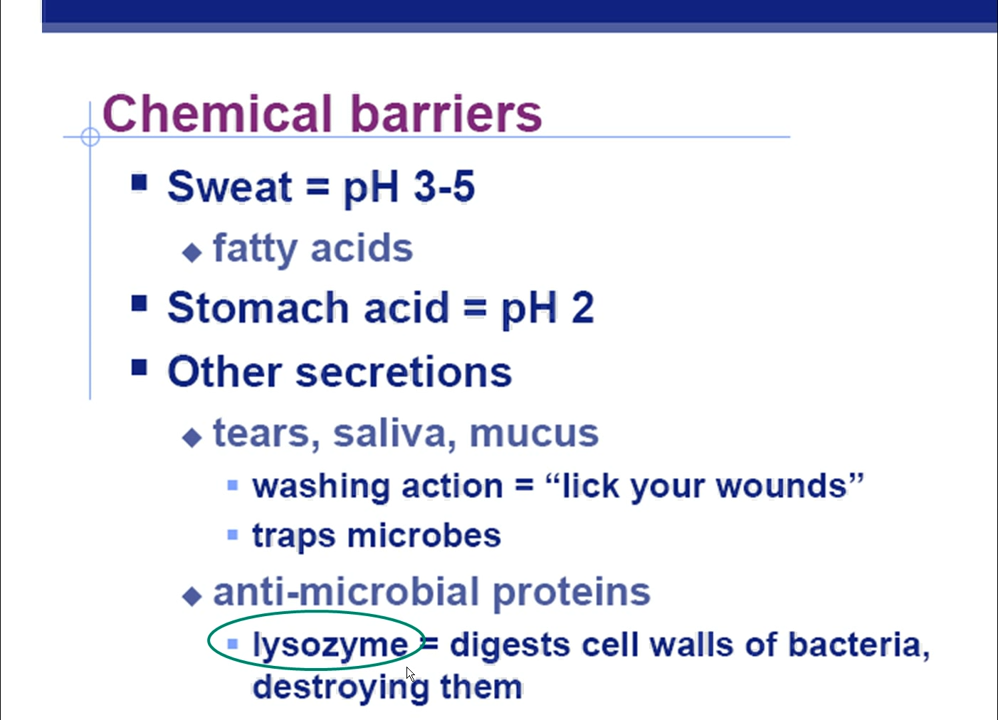 Chemical barriers
Sweat = pH 3-5
fatty acids
Stomach acid = pH 2
Other secretions
tears, saliva, mucus
washing action = “lick your wounds”
traps microbes
anti-microbial proteins
lysozyme = digests cell walls of bacteria,
destroying them